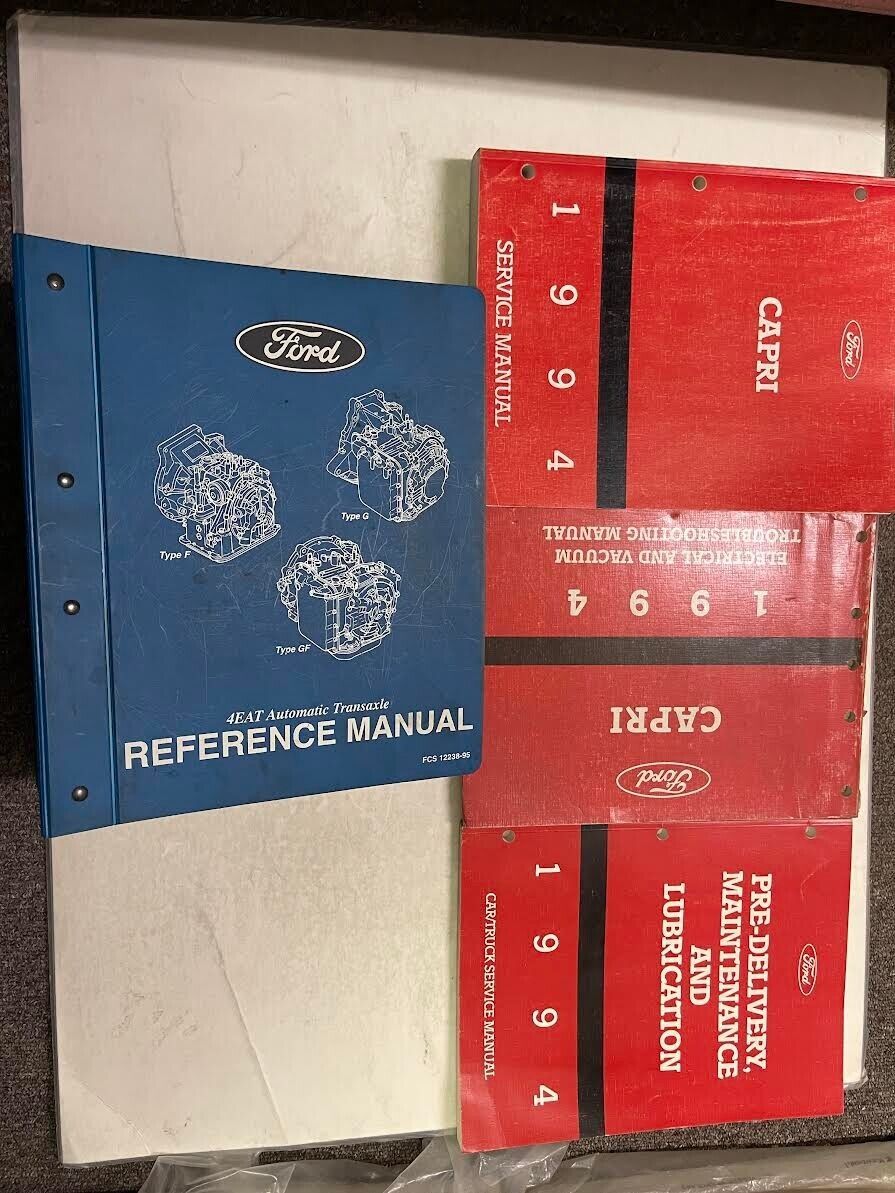 Ford
Type F
Type G
Type GF
4EAT Automatic Transaxle
REFERENCE MANUAL
FCS 12238-95
1994
SERVICE MANUAL
CAPRI
Ford
ELECTRICAL AND VACUUM
TROUBLESHOOTING MANUAL
1994
CAPRI
Ford
1994
CAR/TRUCK SERVICE MANUAL
PRE-DELIVERY,
MAINTENANCE
AND
LUBRICATION
Ford